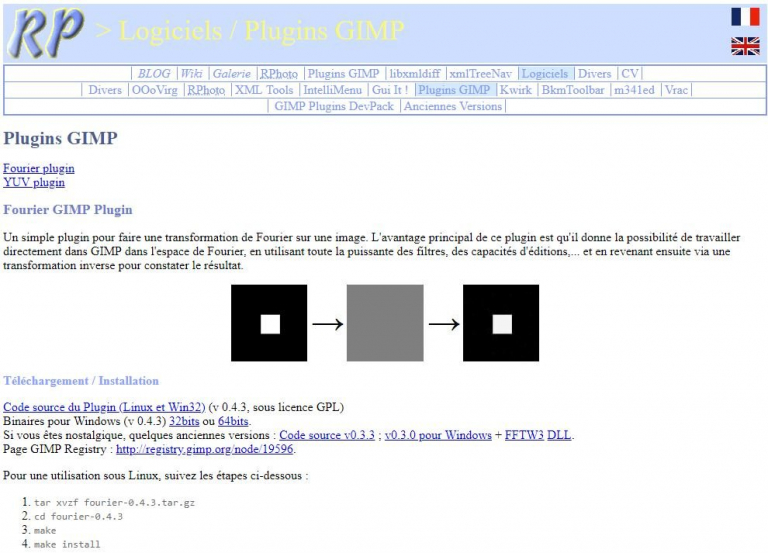 RP > Logiciels / Plugins GIMP
| BLOG | Wiki | Galerie | RPhoto | Plugins GIMP | libxmldiff | xmlTreeNav | Logiciels | Divers | CV |
| Divers | OOoVirg | RPhoto | XML Tools | IntelliMenu | Gui It ! | Plugins GIMP | Kwirk | BkmToolbar | m341ed | Vrac |
| GIMP Plugins DevPack | Anciennes Versions |
Plugins GIMP
Fourier plugin
YUV plugin
Fourier GIMP Plugin
Un simple plugin pour faire une transformation de Fourier sur une image. L'avantage principal de ce plugin est qu'il donne la possibilité de travailler
directement dans GIMP dans l'espace de Fourier, en utilisant toute la puissante des filtres, des capacités d'éditions,... et en revenant ensuite via une
transformation inverse pour constater le résultat.
Téléchargement / Installation
Code source du Plugin (Linux et Win32) (v 0.4.3, sous licence GPL)
Binaires pour Windows (v 0.4.3) 32bits ou 64bits.
Si vous êtes nostalgique, quelques anciennes versions : Code source v0.3.3 ; v0.3.0 pour Windows + FFTW3 DLL.
Page GIMP Registry : http://registry.gimp.org/node/19596.
Pour une utilisation sous Linux, suivez les étapes ci-dessous :
1. tar xvzf fourier-0.4.3.tar.gz
2. cd fourier-0.4.3
3. make
4. make install